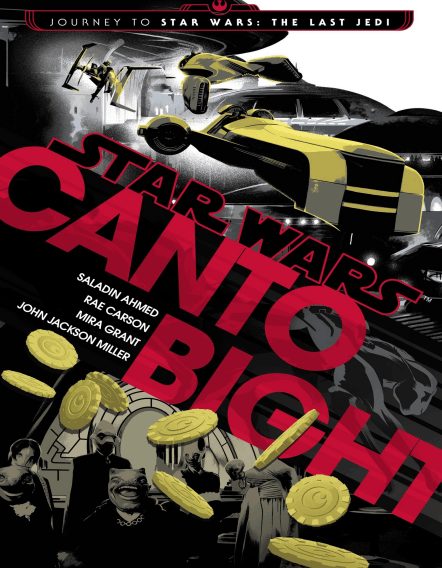 JOURNEY TO STAR WARS: THE LAST JEDI
STAR WARS
CANTO
BIGHT
SALADIN AHMED
RAE CARSON
MIRA GRANT
JOHN JACKSON MILLER